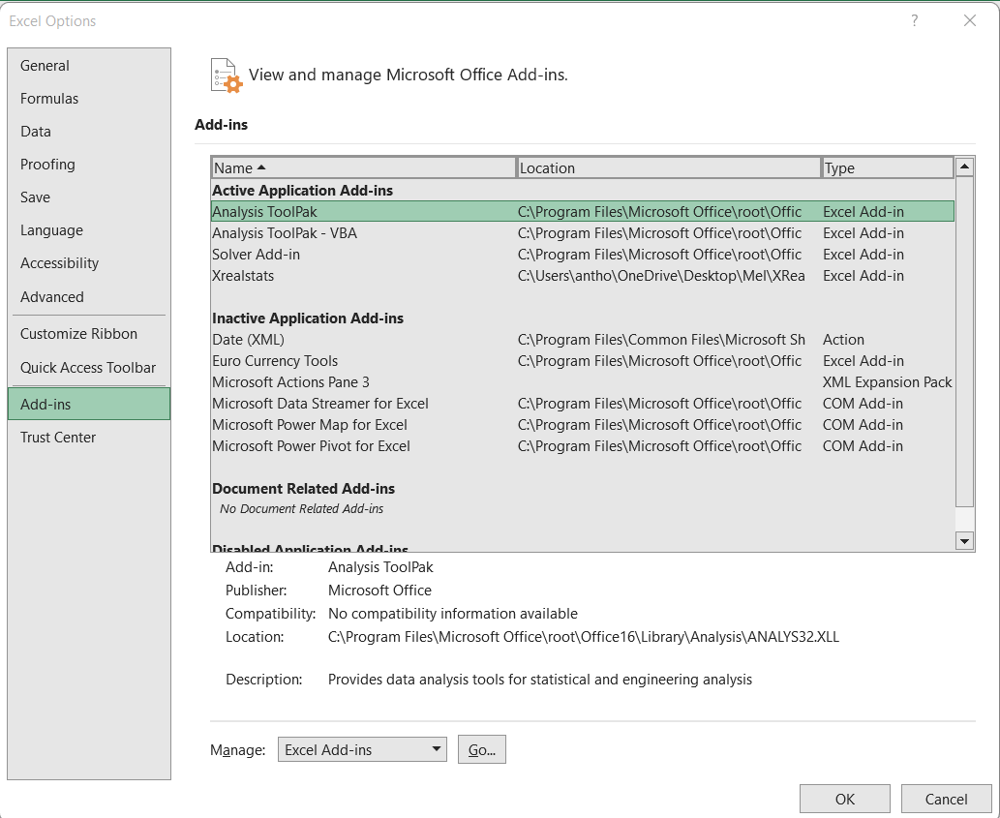 Excel Options
?
General
Formulas
Data
Proofing
Save
Language
Accessibility
Advanced
Customize Ribbon
Quick Access Toolbar
Add-ins
Trust Center
View and manage Microsoft Office Add-ins.
Add-ins
Name Location Type
Active Application Add-ins
Analysis ToolPak C:\Program Files\Microsoft Office\root\Offic Excel Add-in
Analysis ToolPak - VBA C:\Program Files\Microsoft Office\root\Offic Excel Add-in
Solver Add-in C:\Program Files\Microsoft Office\root\Offic Excel Add-in
Xrealstats C:\Users\antho\OneDrive\Desktop\Mel\XRea Excel Add-in
Inactive Application Add-ins
Date (XML) C:\Program Files\Common Files\Microsoft Sh Action
Euro Currency Tools C:\Program Files\Microsoft Office\root\Offic Excel Add-in
Microsoft Actions Pane 3 XML Expansion Pack
Microsoft Data Streamer for Excel C:\Program Files\Microsoft Office\root\Offic COM Add-in
Microsoft Power Map for Excel C:\Program Files\Microsoft Office\root\Offic COM Add-in
Microsoft Power Pivot for Excel C:\Program Files\Microsoft Office\root\Offic COM Add-in
Document Related Add-ins
No Document Related Add-ins
Disabled Application Add-ins
Add-in: Analysis ToolPak
Publisher: Microsoft Office
Compatibility: No compatibility information available
Location: C:\Program Files\Microsoft Office\root\Office16\Library\Analysis\ANALYS32.XLL
Description: Provides data analysis tools for statistical and engineering analysis
Manage: Excel Add-ins Go...
OK Cancel